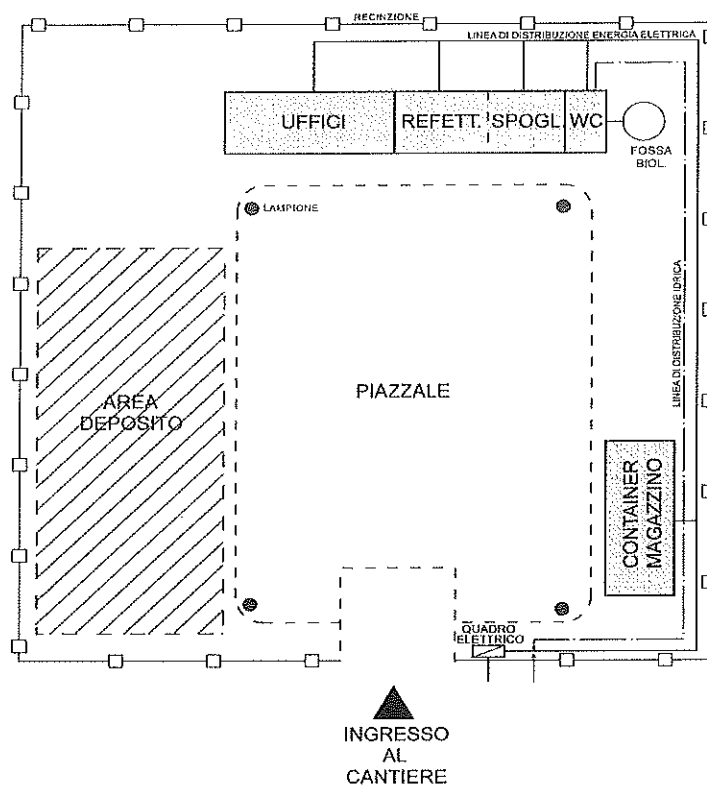 RECINZIONE
LINEA DI DISTRIBUZIONE ENERGIA ELETTRICA
UFFICI
REFETT.
SPOGL.
WC
FOSSA
BIOL.
LAMPIONE
LINEA DI DISTRIBUZIONE IDRICA
AREA
DEPOSITO
PIAZZALE
CONTAINER
MAGAZZINO
QUADRO
ELETTRICO
INGRESSO
AL
CANTIERE